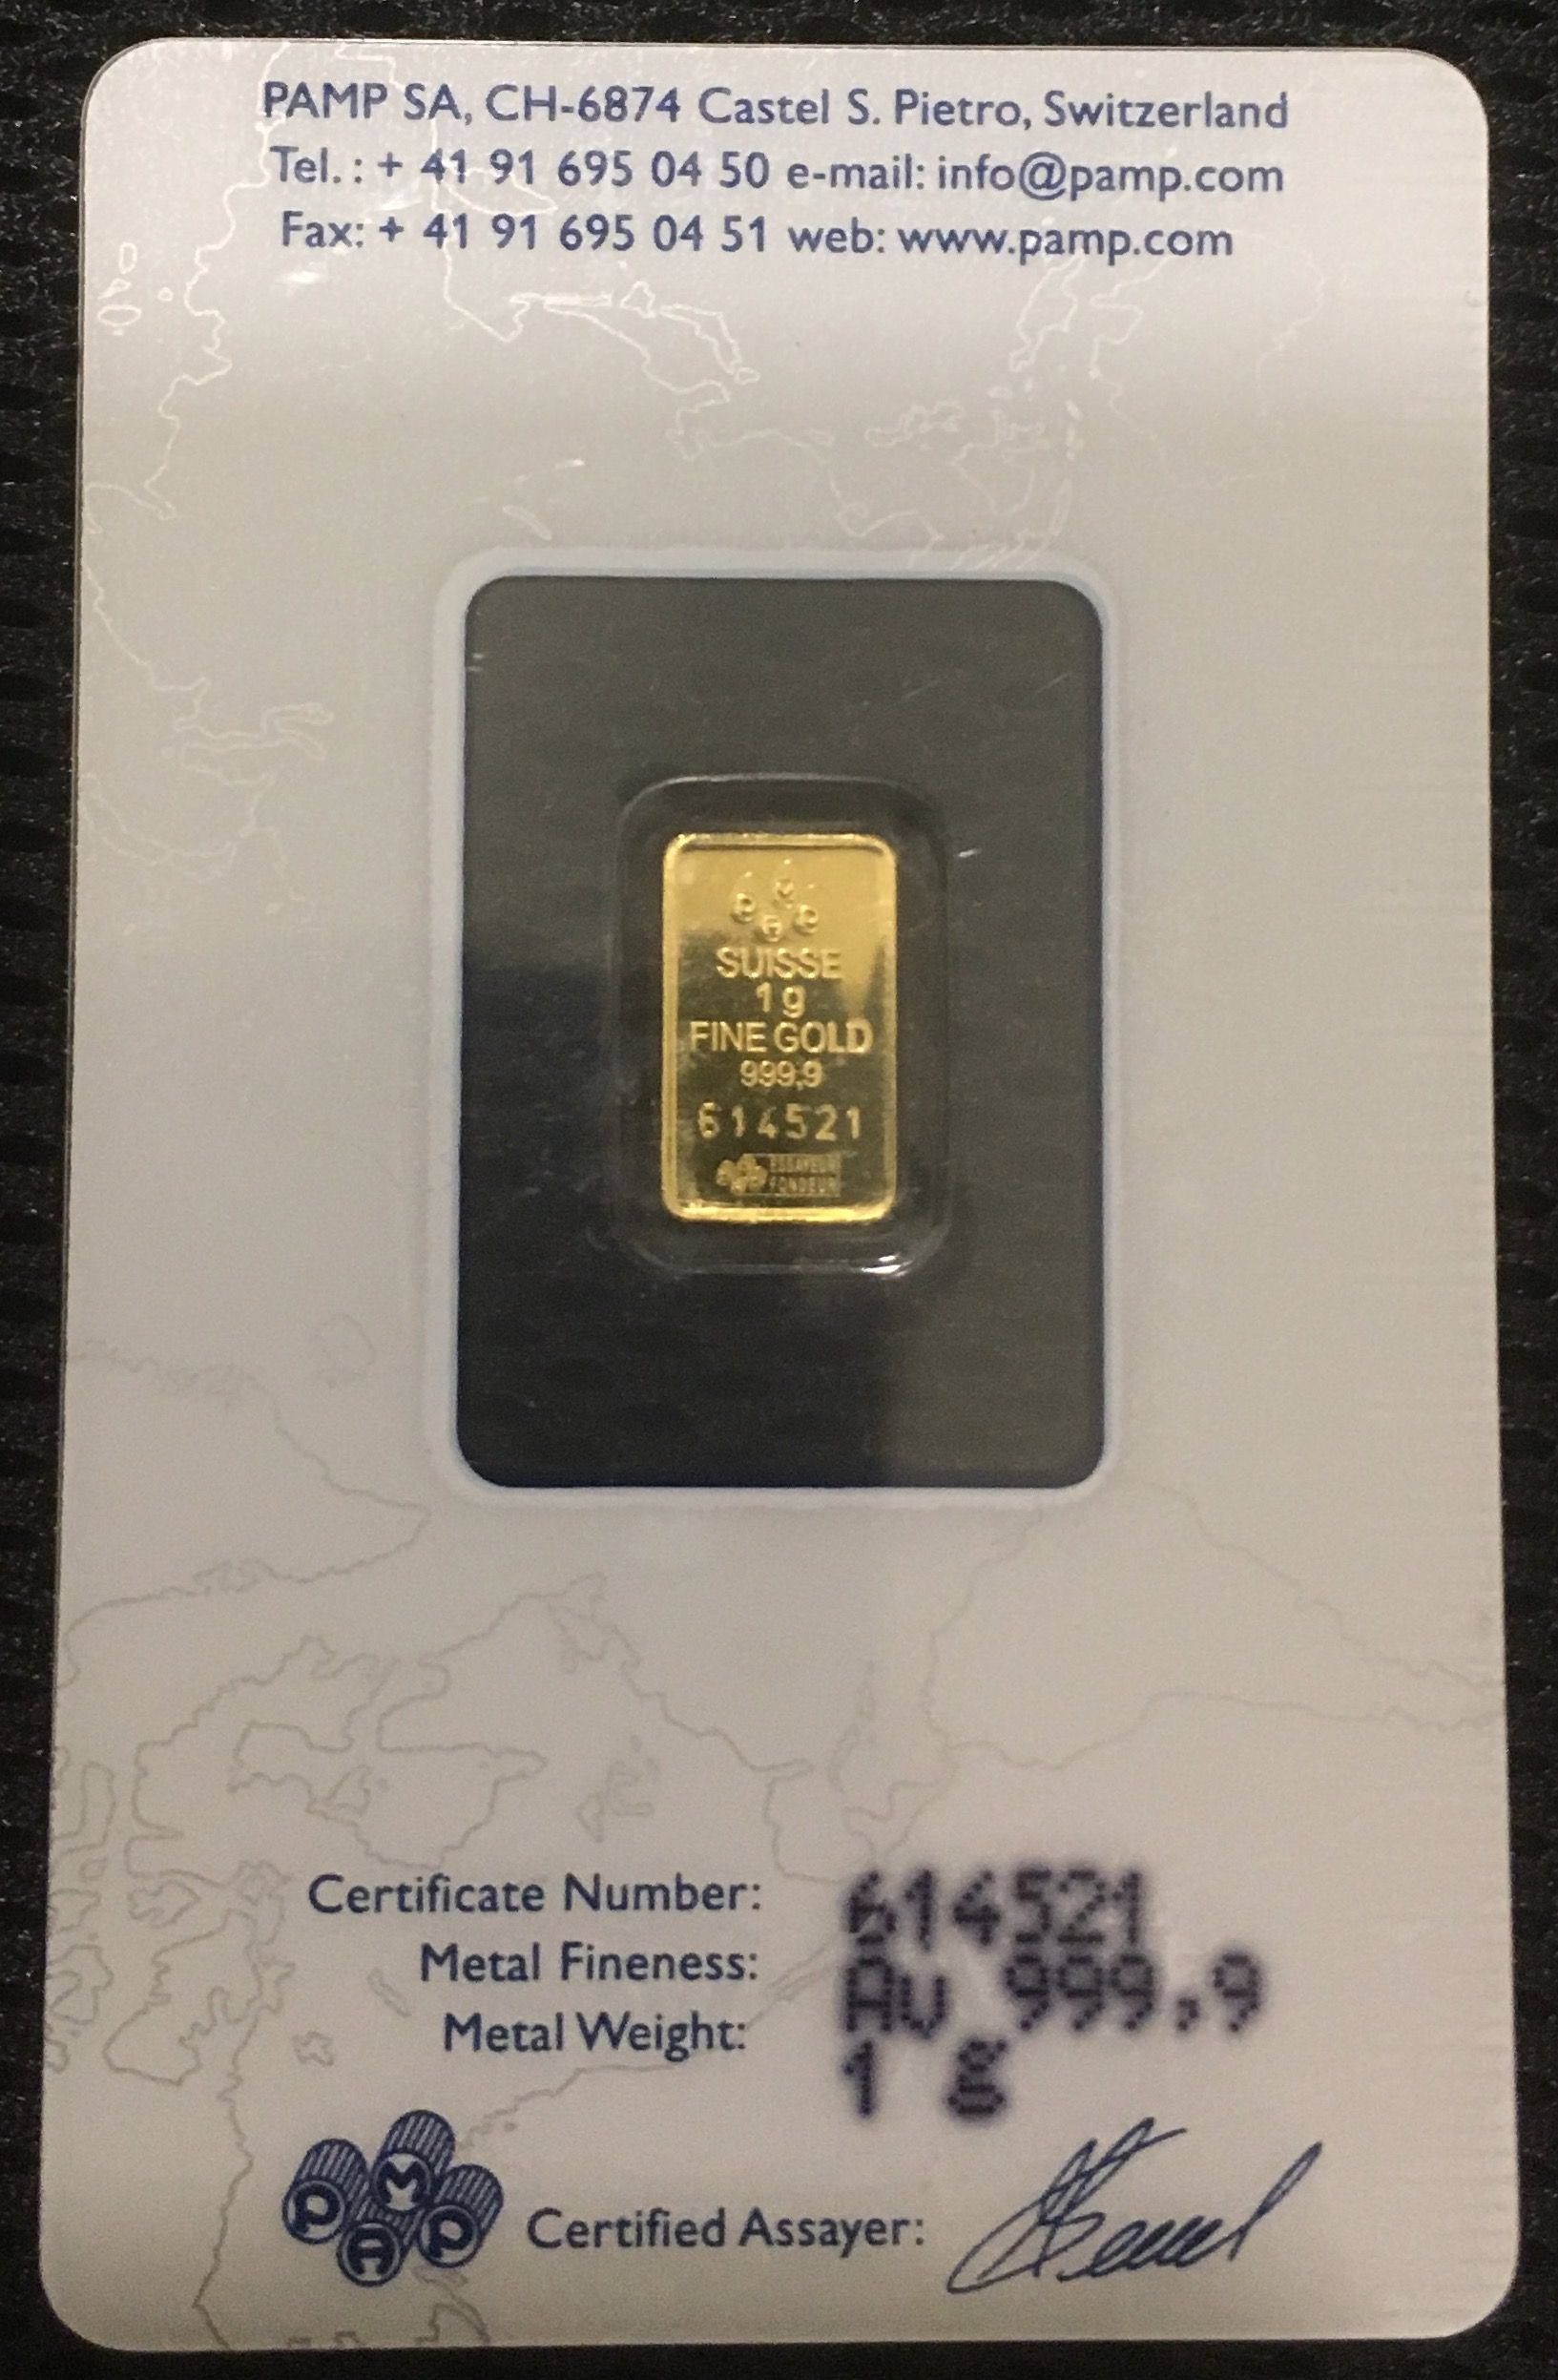 PAMP SA, CH-6874 Castel S. Pietro, Switzerland
Tel. : + 41 91 695 04 50 e-mail: info@pamp.com
Fax: + 41 91 695 04 51 web: www.pamp.com
PAMP
SUISSE
1 g
FINE GOLD
999,9
614521
ESSAYEUR
FONDEUR
Certificate Number: 614521
Metal Fineness: Au 999,9
Metal Weight: 1 g
PAMP
Certified Assayer: